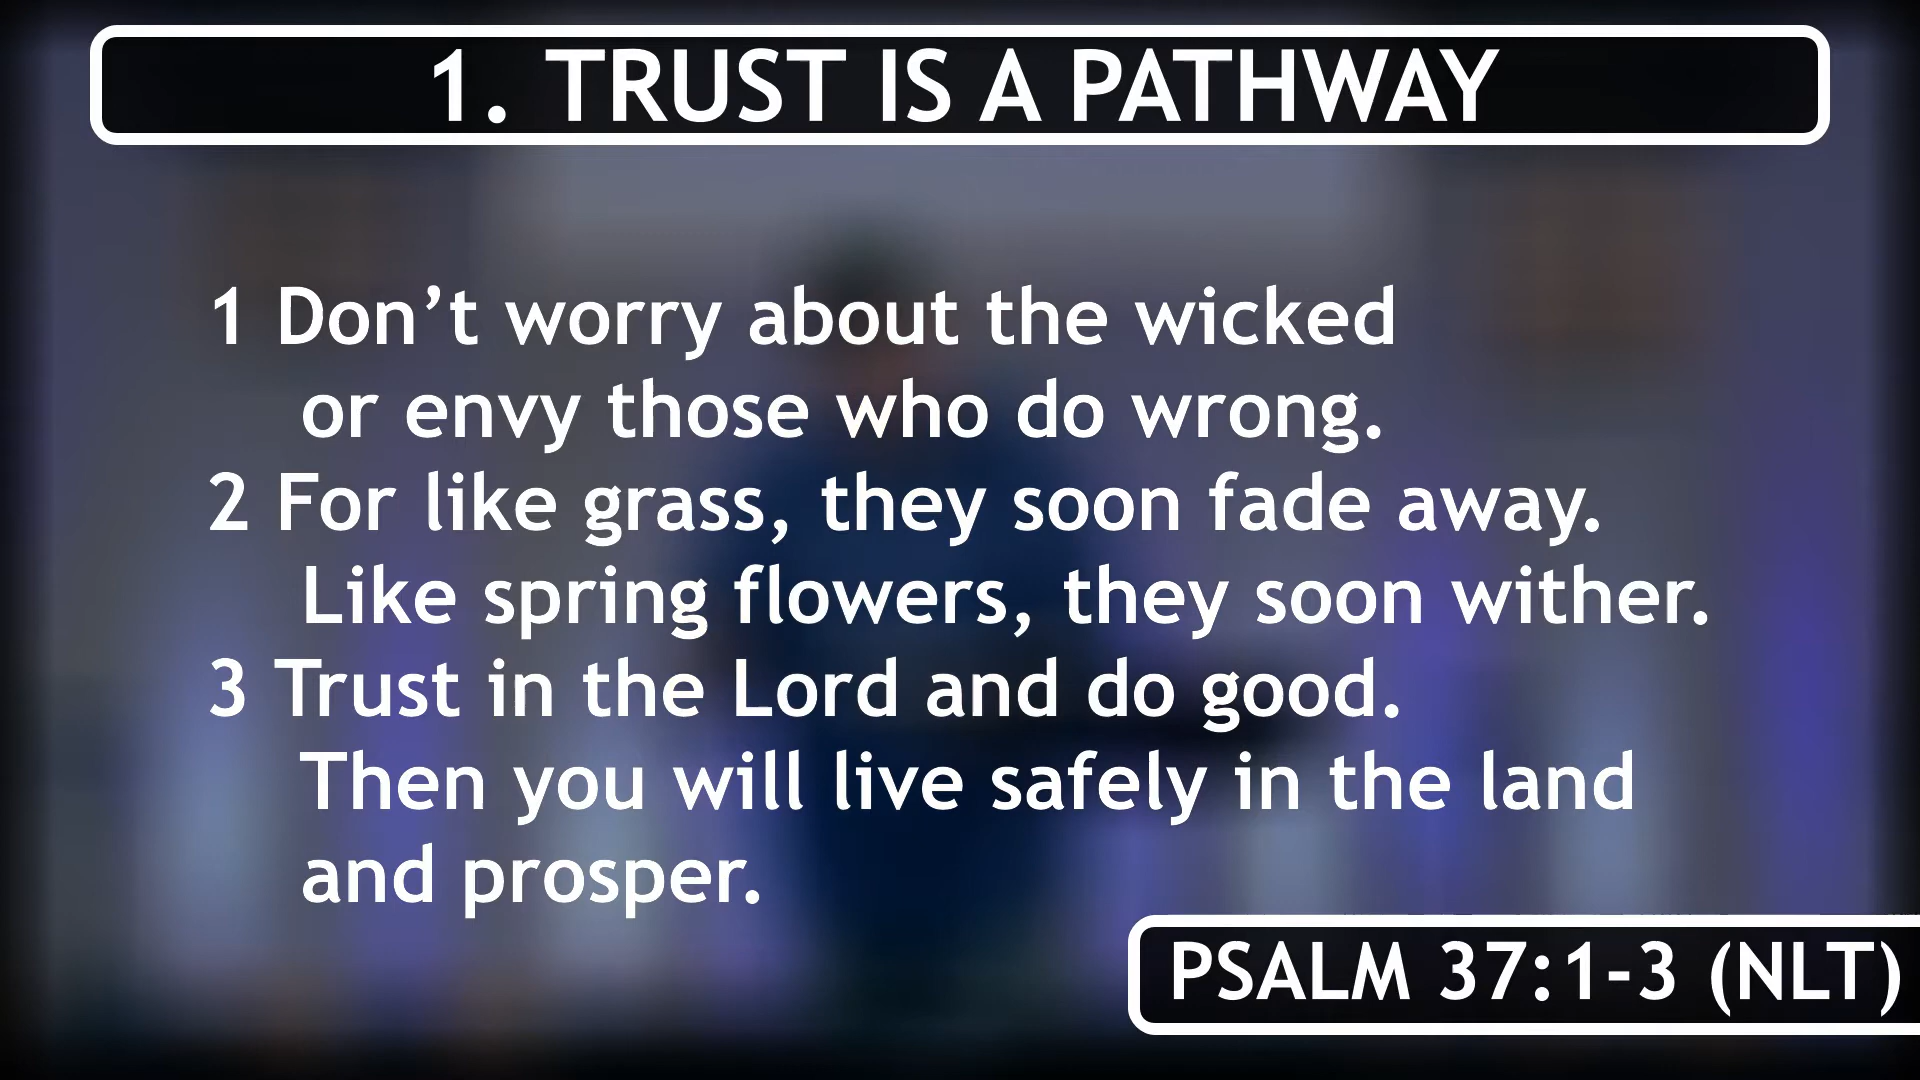 1. TRUST IS A PATHWAY
1 Don’t worry about the wicked
or envy those who do wrong.
2 For like grass, they soon fade away.
Like spring flowers, they soon wither.
3 Trust in the Lord and do good.
Then you will live safely in the land
and prosper.
PSALM 37:1-3 (NLT)